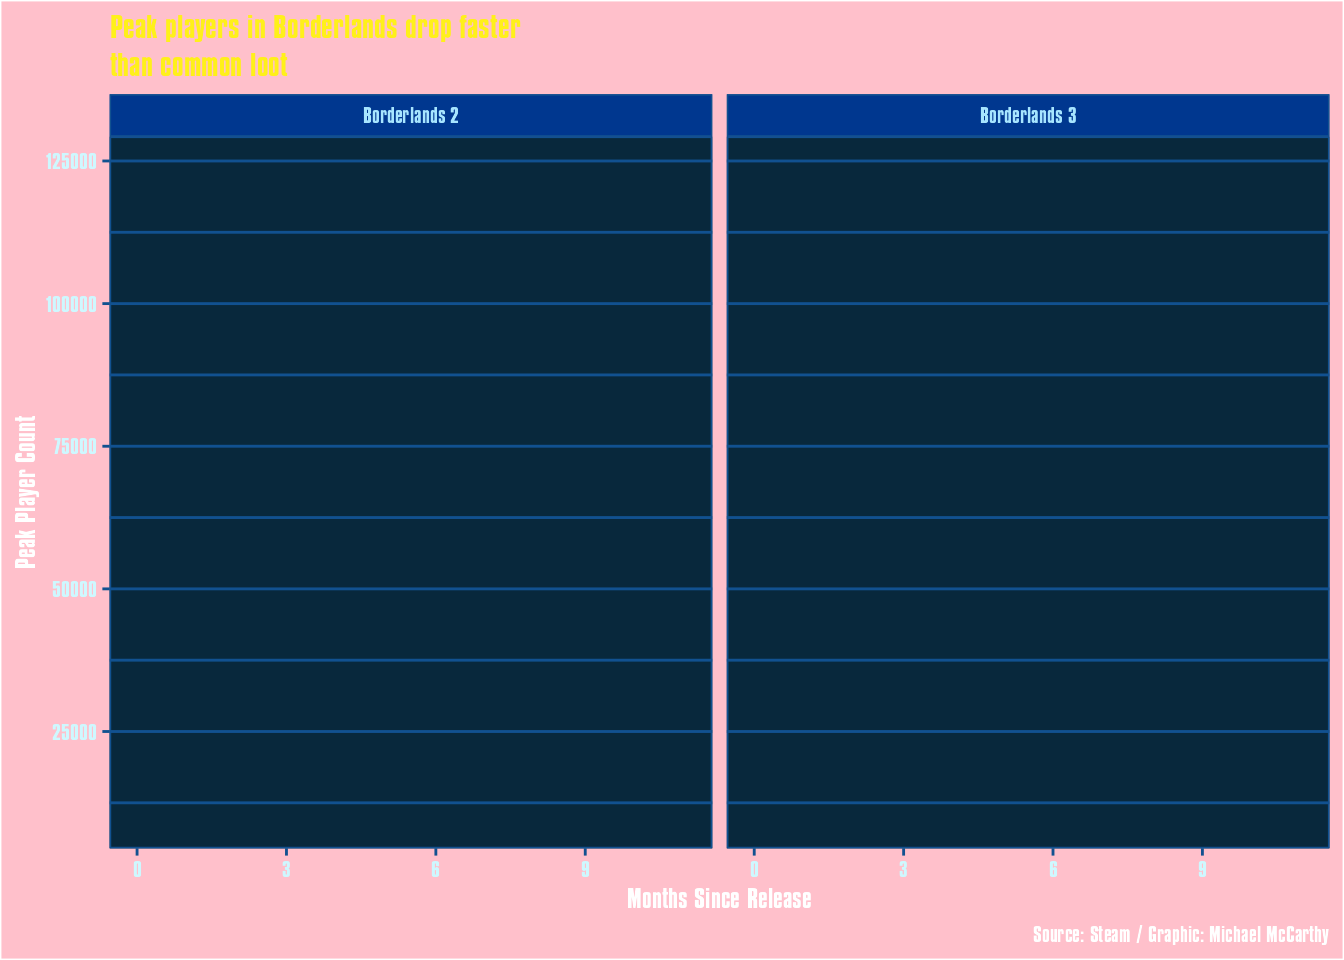 Peak players in Borderlands drop faster
than common loot
Borderlands 2
Borderlands 3
125000
100000
75000
50000
25000
Peak Player Count
0 3 6 9
0 3 6 9
Months Since Release
Source: Steam / Graphic: Michael McCarthy